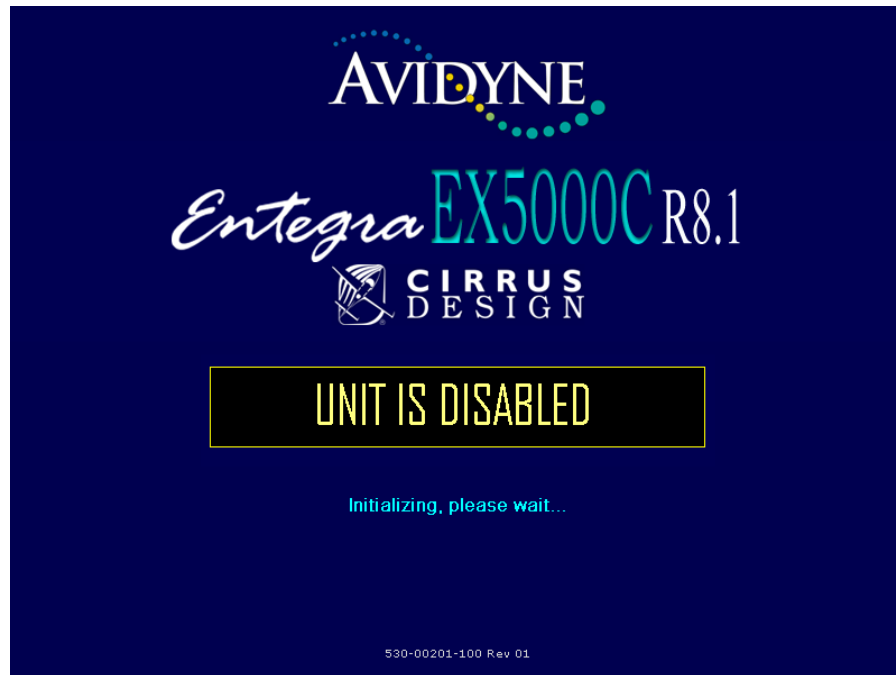 AVIDYNE
Entegra EX5000C R8.1
CIRRUS
DESIGN
UNIT IS DISABLED
Initializing, please wait...
530-00201-100 Rev 01